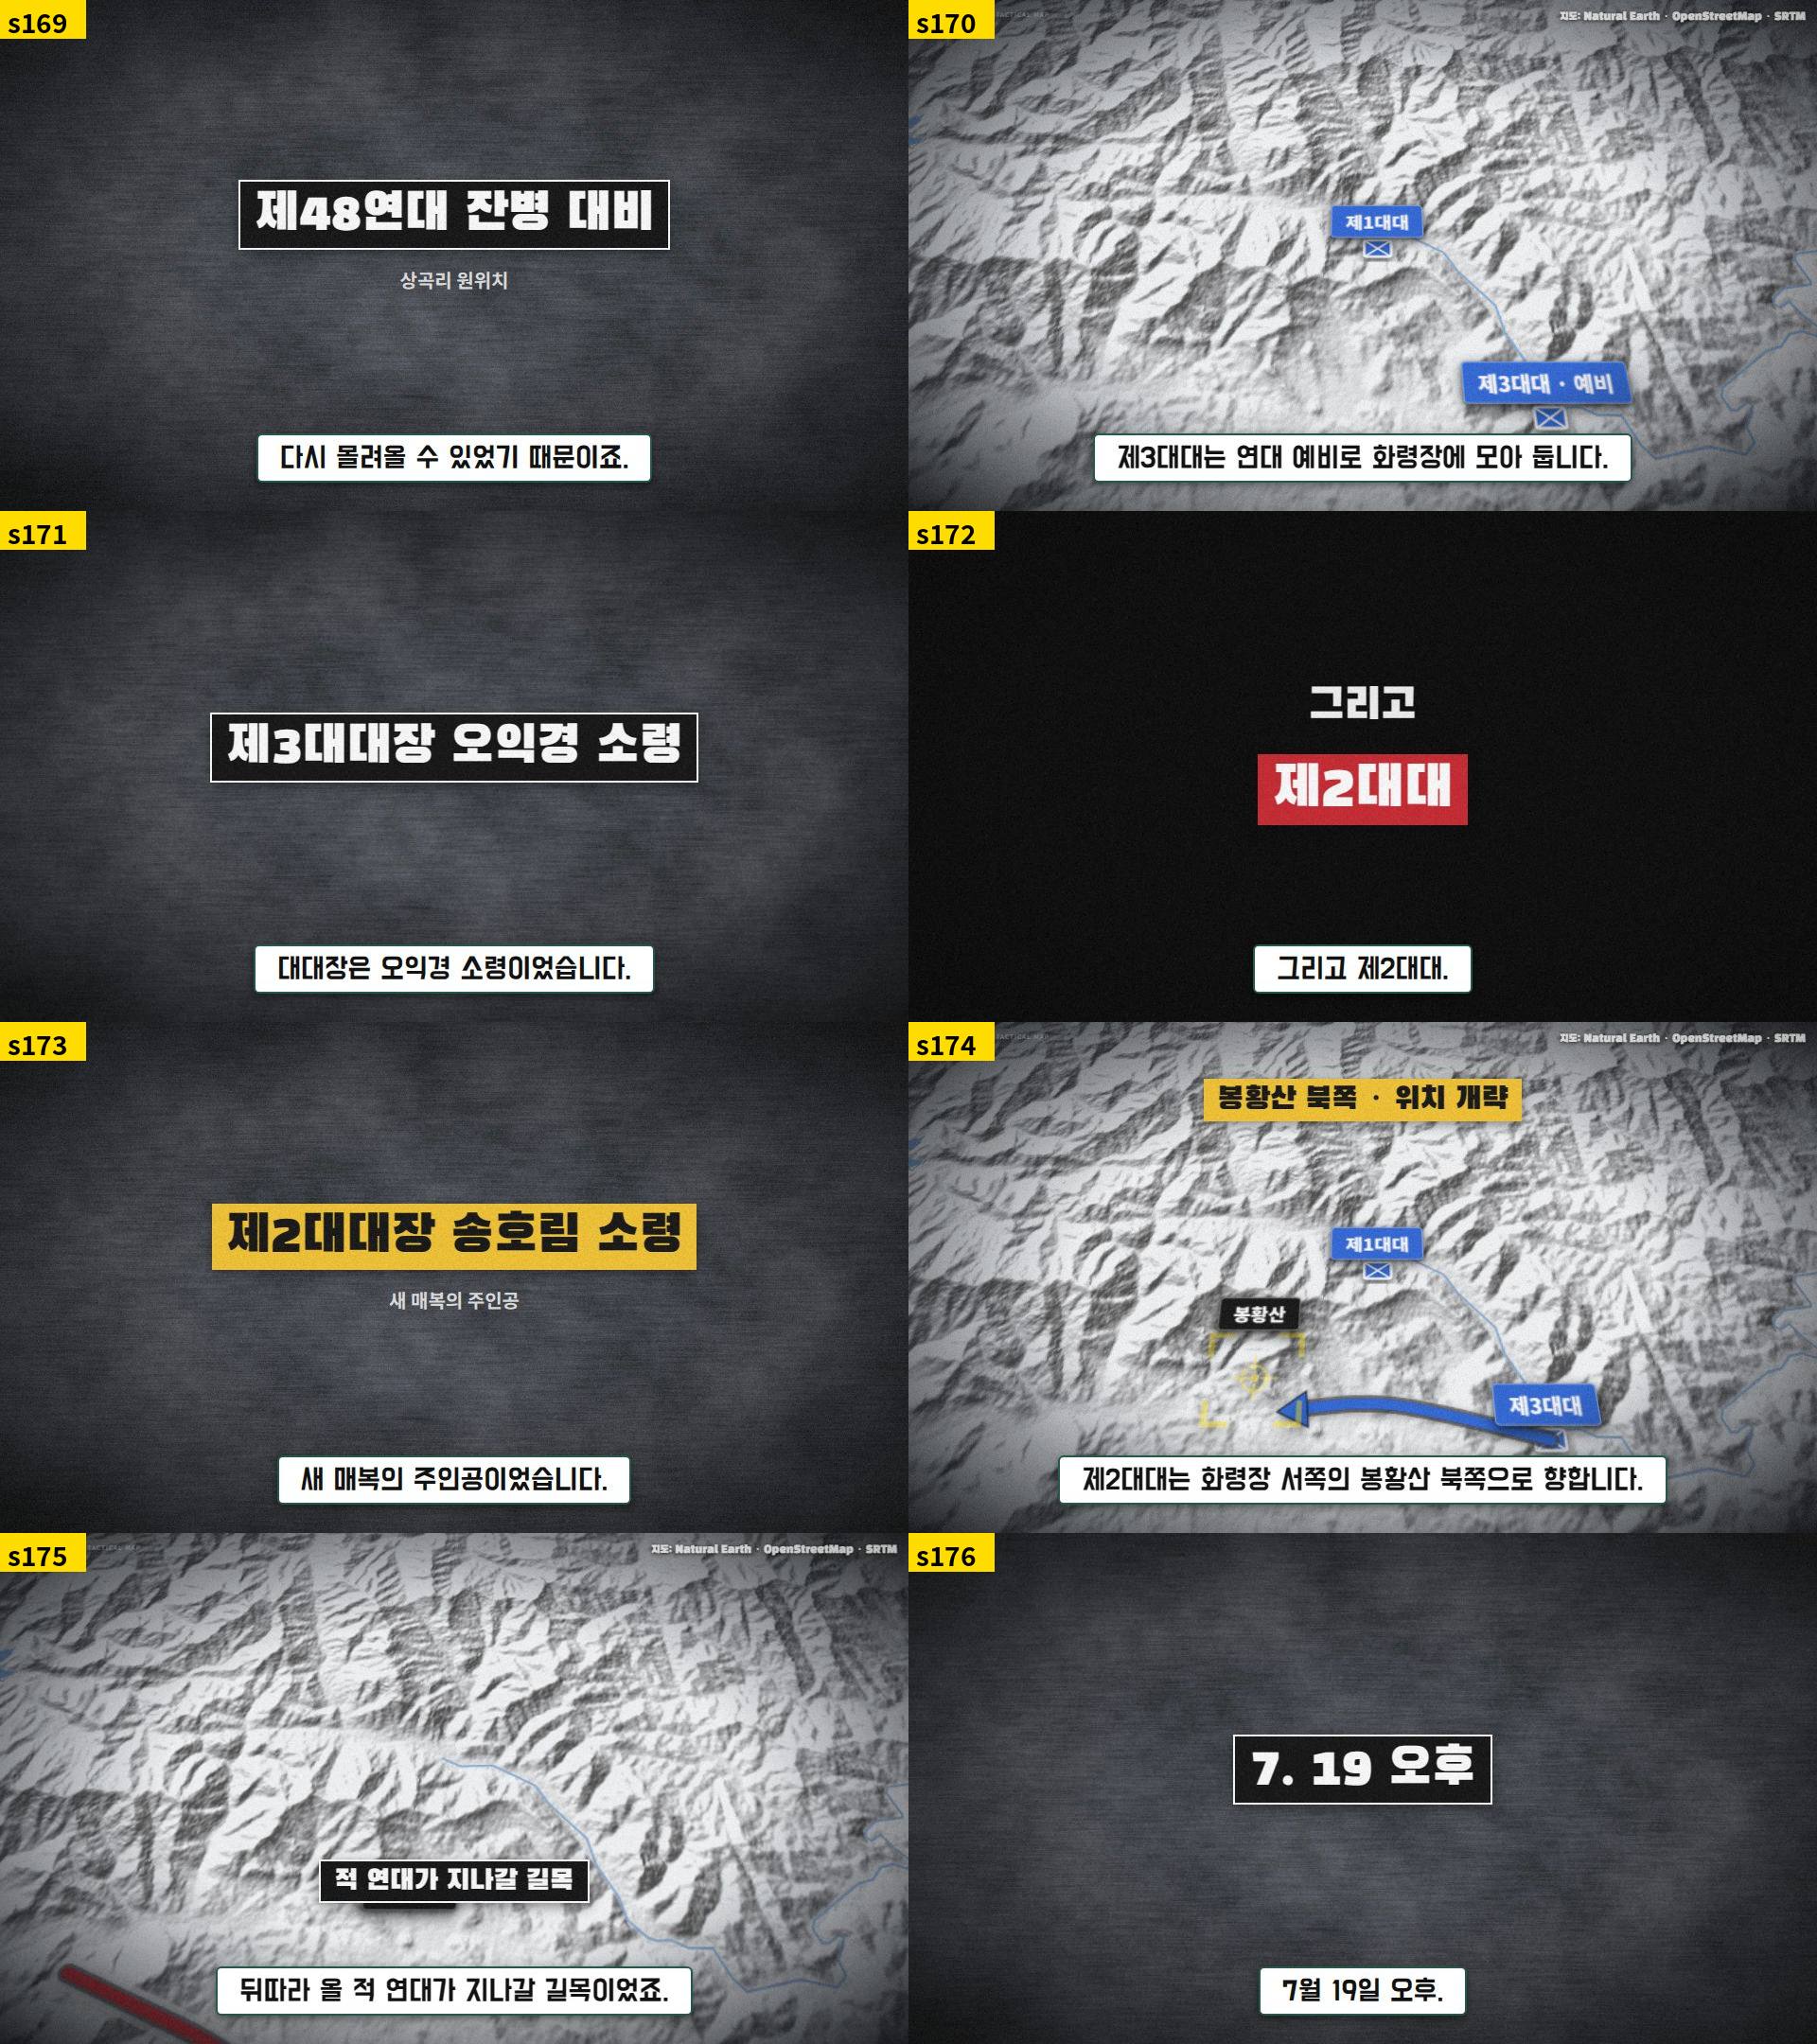 s169
제48연대 잔병 대비
상곡리 원위치
다시 몰려올 수 있었기 때문이죠.
s170
지도: Natural Earth · OpenStreetMap · SRTM
제1대대
제3대대 · 예비
제3대대는 연대 예비로 화령장에 모아 둡니다.
s171
제3대대장 오익경 소령
대대장은 오익경 소령이었습니다.
s172
그리고
제2대대
그리고 제2대대.
s173
제2대대장 송호림 소령
새 매복의 주인공
새 매복의 주인공이었습니다.
s174
지도: Natural Earth · OpenStreetMap · SRTM
봉황산 북쪽 · 위치 개략
제1대대
봉황산
제3대대
제2대대는 화령장 서쪽의 봉황산 북쪽으로 향합니다.
s175
지도: Natural Earth · OpenStreetMap · SRTM
적 연대가 지나갈 길목
뒤따라 올 적 연대가 지나갈 길목이었죠.
s176
7. 19 오후
7월 19일 오후.